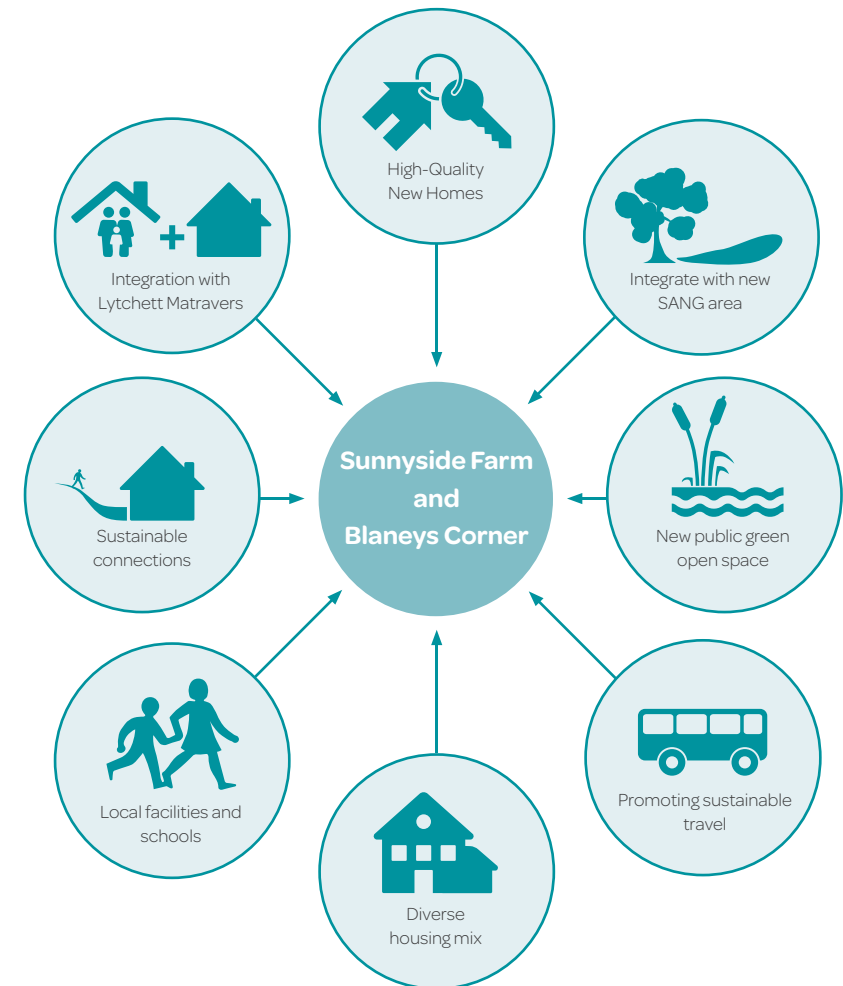 High-Quality
New Homes
Integration with
Lytchett Matravers
Integrate with new
SANG area
Sunnyside Farm
and
Blaneys Corner
Sustainable
connections
New public green
open space
Local facilities and
schools
Promoting sustainable
travel
Diverse
housing mix